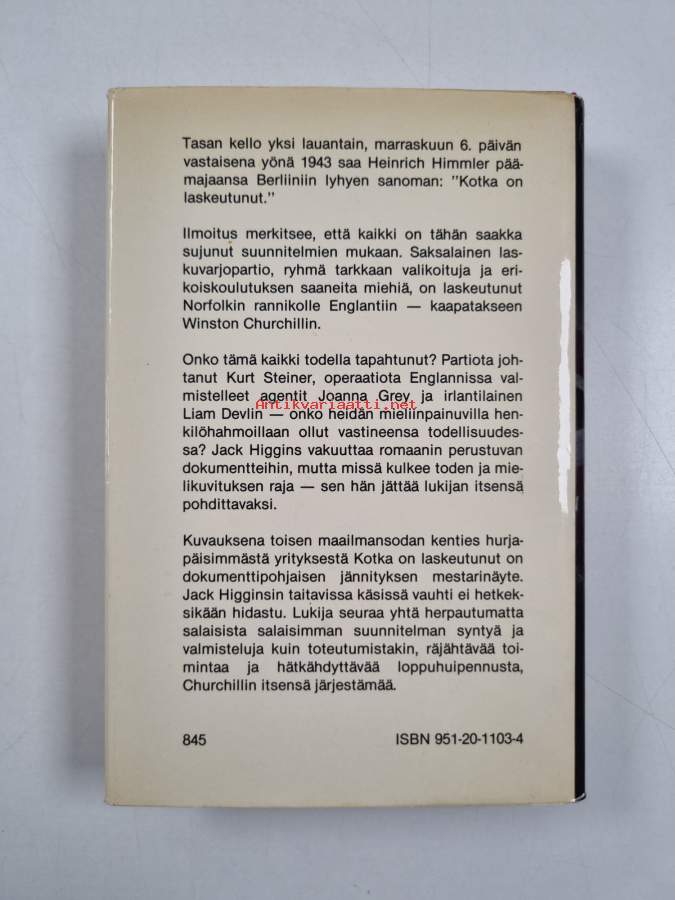 Tasan kello yksi lauantain, marraskuun 6. päivän
vastaisena yönä 1943 saa Heinrich Himmler pää-
majaansa Berliiniin lyhyen sanoman: "Kotka on
laskeutunut."
Ilmoitus merkitsee, että kaikki on tähän saakka
sujunut suunnitelmien mukaan. Saksalainen las-
kuvarjopartio, ryhmä tarkkaan valikoituja ja eri-
koiskoulutuksen saaneita miehiä, on laskeutunut
Norfolkin rannikolle Englantiin — kaapatakseen
Winston Churchillin.
Onko tämä kaikki todella tapahtunut? Partiota joh-
tanut Kurt Steiner, operaatiota Englannissa val-
mistelleet agentit Joanna Grey ja irlantilainen
Antikvariaatti.net
Liam Devlin — onko heidän mieliinpainuvilla hen-
kilöhahmoillaan ollut vastineensa todellisuudes-
sa? Jack Higgins vakuuttaa romaanin perustuvan
dokumentteihin, mutta missä kulkee toden ja mie-
likuvituksen raja — sen hän jättää lukijan itsensä
pohdittavaksi.
Kuvauksena toisen maailmansodan kenties hurja-
päisimmästä yrityksestä Kotka on laskeutunut on
dokumenttipohjaisen jännityksen mestarinäyte.
Jack Higginsin taitavissa käsissä vauhti ei hetkek-
sikään hidastu. Lukija seuraa yhtä herpautumatta
salaisista salaisimman suunnitelman syntyä ja
valmisteluja kuin toteutumistakin, räjähtävää toi-
mintaa ja hätkähdyttävää loppuhuipennusta,
Churchillin itsensä järjestämää.
845 ISBN 951-20-1103-4